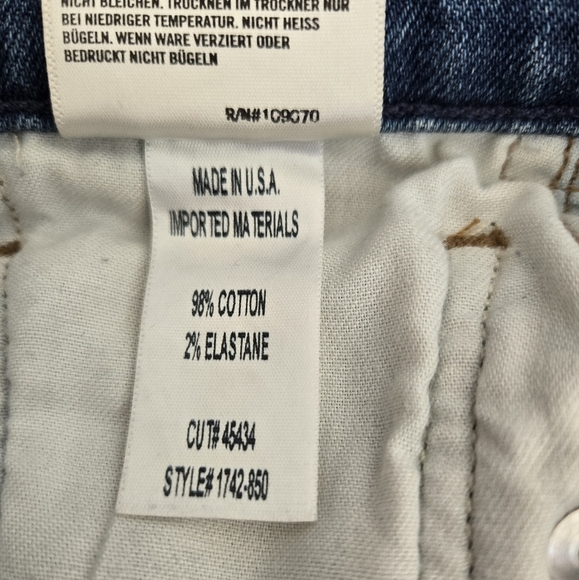 NICHT BLEICHEN. TROCKNEN IM TROCKNER NUR
BEI NIEDRIGER TEMPERATUR. NICHT HEISS
BÜGELN. WENN WARE VERZIERT ODER
BEDRUCKT NICHT BÜGELN
R/N#109070
MADE IN U.S.A.
IMPORTED MATERIALS
98% COTTON
2% ELASTANE
CUT# 45434
STYLE# 1742-850